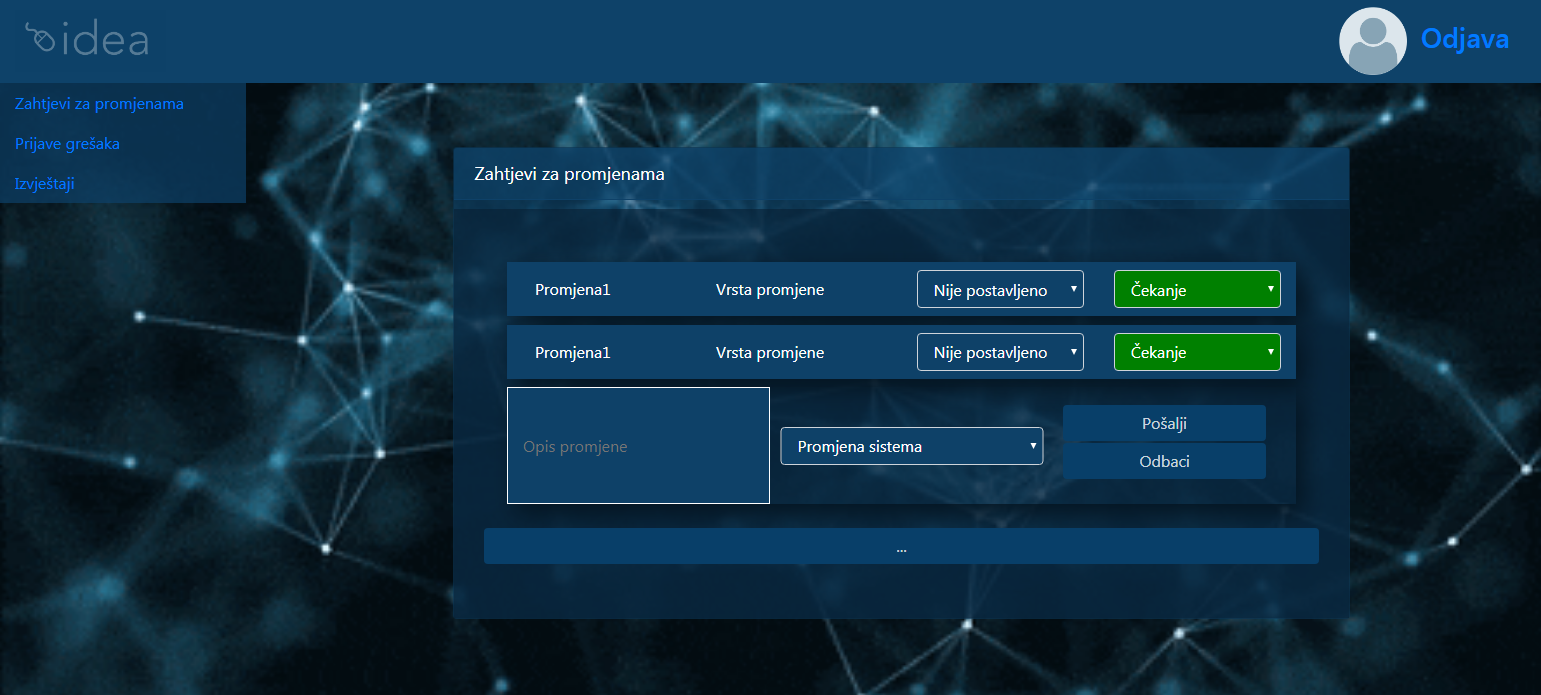 idea
Odjava
Zahtjevi za promjenama
Prijave grešaka
Izvještaji
Zahtjevi za promjenama
Promjena1 Vrsta promjene Nije postavljeno Čekanje
Promjena1 Vrsta promjene Nije postavljeno Čekanje
Opis promjene
Promjena sistema
Pošalji
Odbaci
...